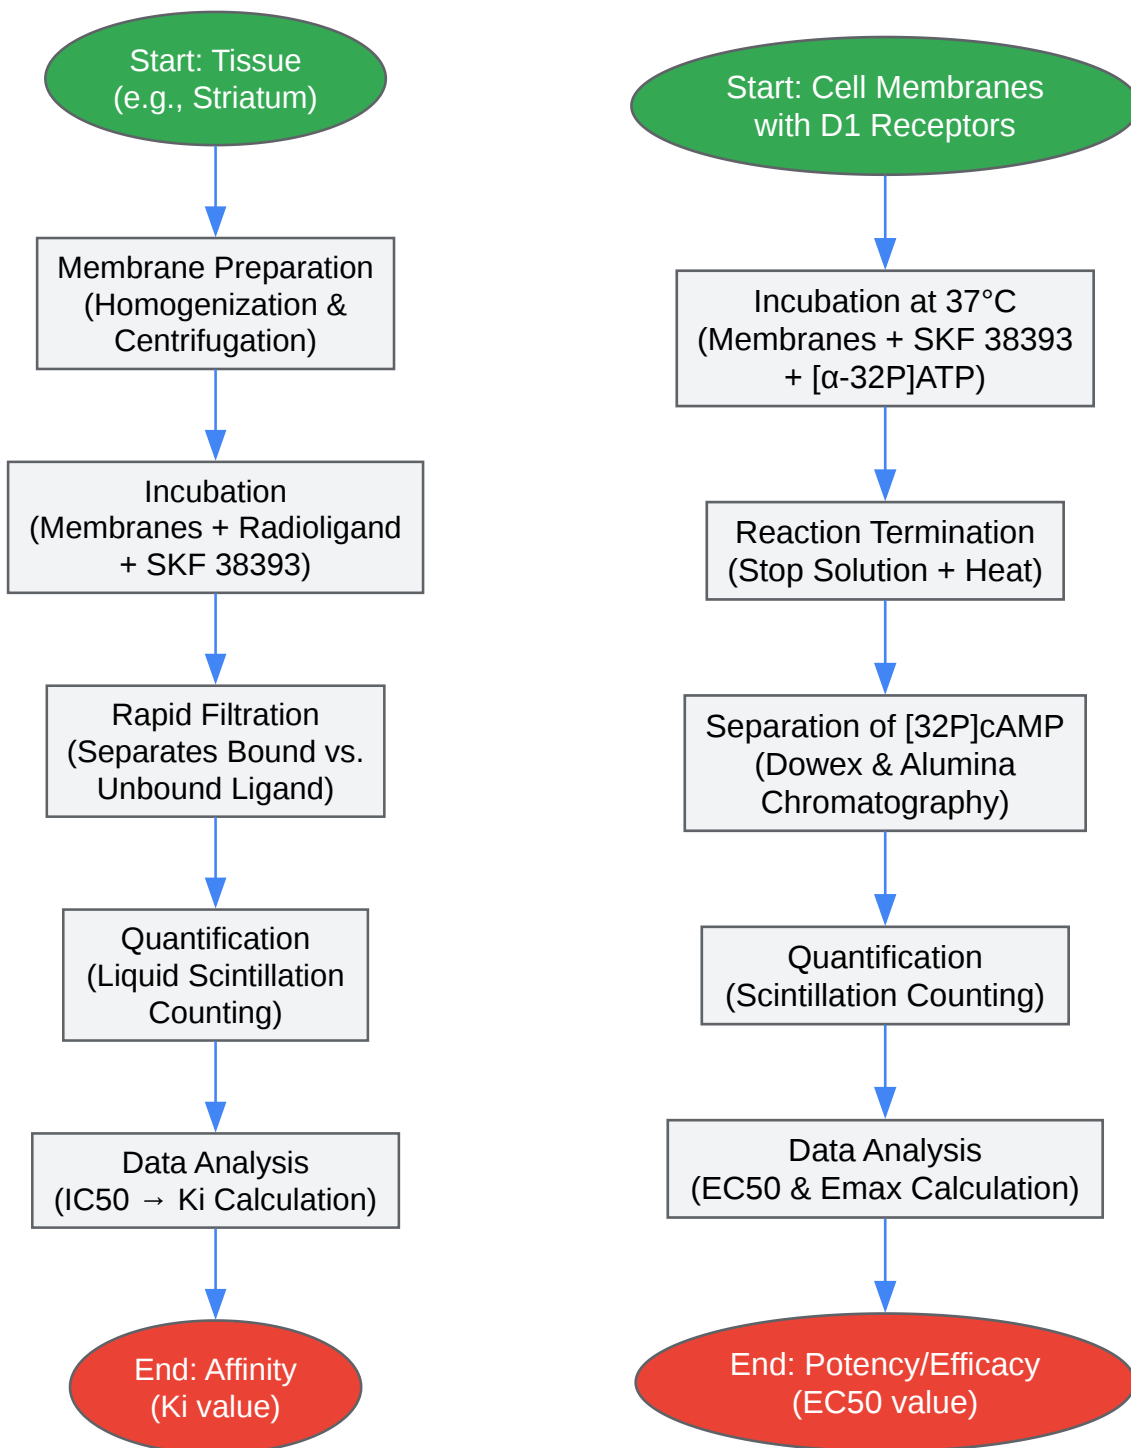 Start: Tissue
(e.g., Striatum)
Membrane Preparation
(Homogenization &
Centrifugation)
Incubation
(Membranes + Radioligand
+ SKF 38393)
Rapid Filtration
(Separates Bound vs.
Unbound Ligand)
Quantification
(Liquid Scintillation
Counting)
Data Analysis
(IC50 → Ki Calculation)
End: Affinity
(Ki value)
Start: Cell Membranes
with D1 Receptors
Incubation at 37°C
(Membranes + SKF 38393
+ [α-32P]ATP)
Reaction Termination
(Stop Solution + Heat)
Separation of [32P]cAMP
(Dowex & Alumina
Chromatography)
Quantification
(Scintillation Counting)
Data Analysis
(EC50 & Emax Calculation)
End: Potency/Efficacy
(EC50 value)